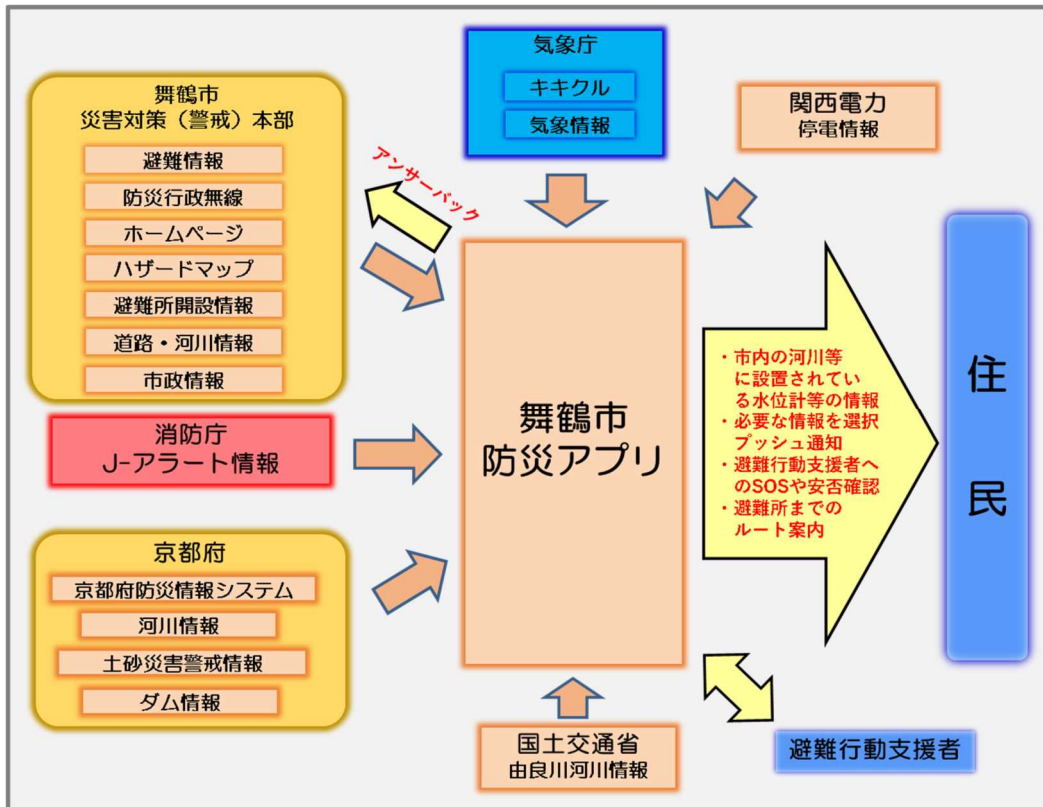 舞鶴市
災害対策（警戒）本部
避難情報
防災行政無線
ホームページ
ハザードマップ
避難所開設情報
道路・河川情報
市政情報
アンサーバック
気象庁
キキクル
気象情報
関西電力
停電情報
消防庁
J-アラート情報
京都府
京都府防災情報システム
河川情報
土砂災害警戒情報
ダム情報
舞鶴市
防災アプリ
国土交通省
由良川河川情報
・市内の河川等
に設置されてい
る水位計等の情報
・必要な情報を選択
プッシュ通知
・避難行動支援者へ
のSOSや安否確認
・避難所までの
ルート案内
住
民
避難行動支援者